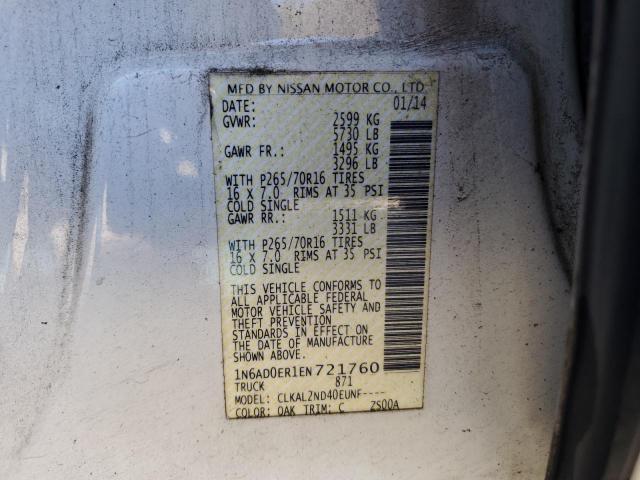 MFD BY NISSAN MOTOR CO., LTD.
DATE: 01/14
GVWR: 2599 KG
5730 LB
GAWR FR.: 1495 KG
3296 LB
WITH P265/70R16 TIRES
16 X 7.0 RIMS AT 35 PSI
COLD SINGLE
GAWR RR.: 1511 KG
3331 LB
WITH P265/70R16 TIRES
16 X 7.0 RIMS AT 35 PSI
COLD SINGLE
THIS VEHICLE CONFORMS TO
ALL APPLICABLE FEDERAL
MOTOR VEHICLE SAFETY AND
THEFT PREVENTION
STANDARDS IN EFFECT ON
THE DATE OF MANUFACTURE
SHOWN ABOVE.
1N6AD0ER1EN721760
TRUCK 871
MODEL: CLKALZND40EUNF----
COLOR: QAK TRIM: C ZS00A